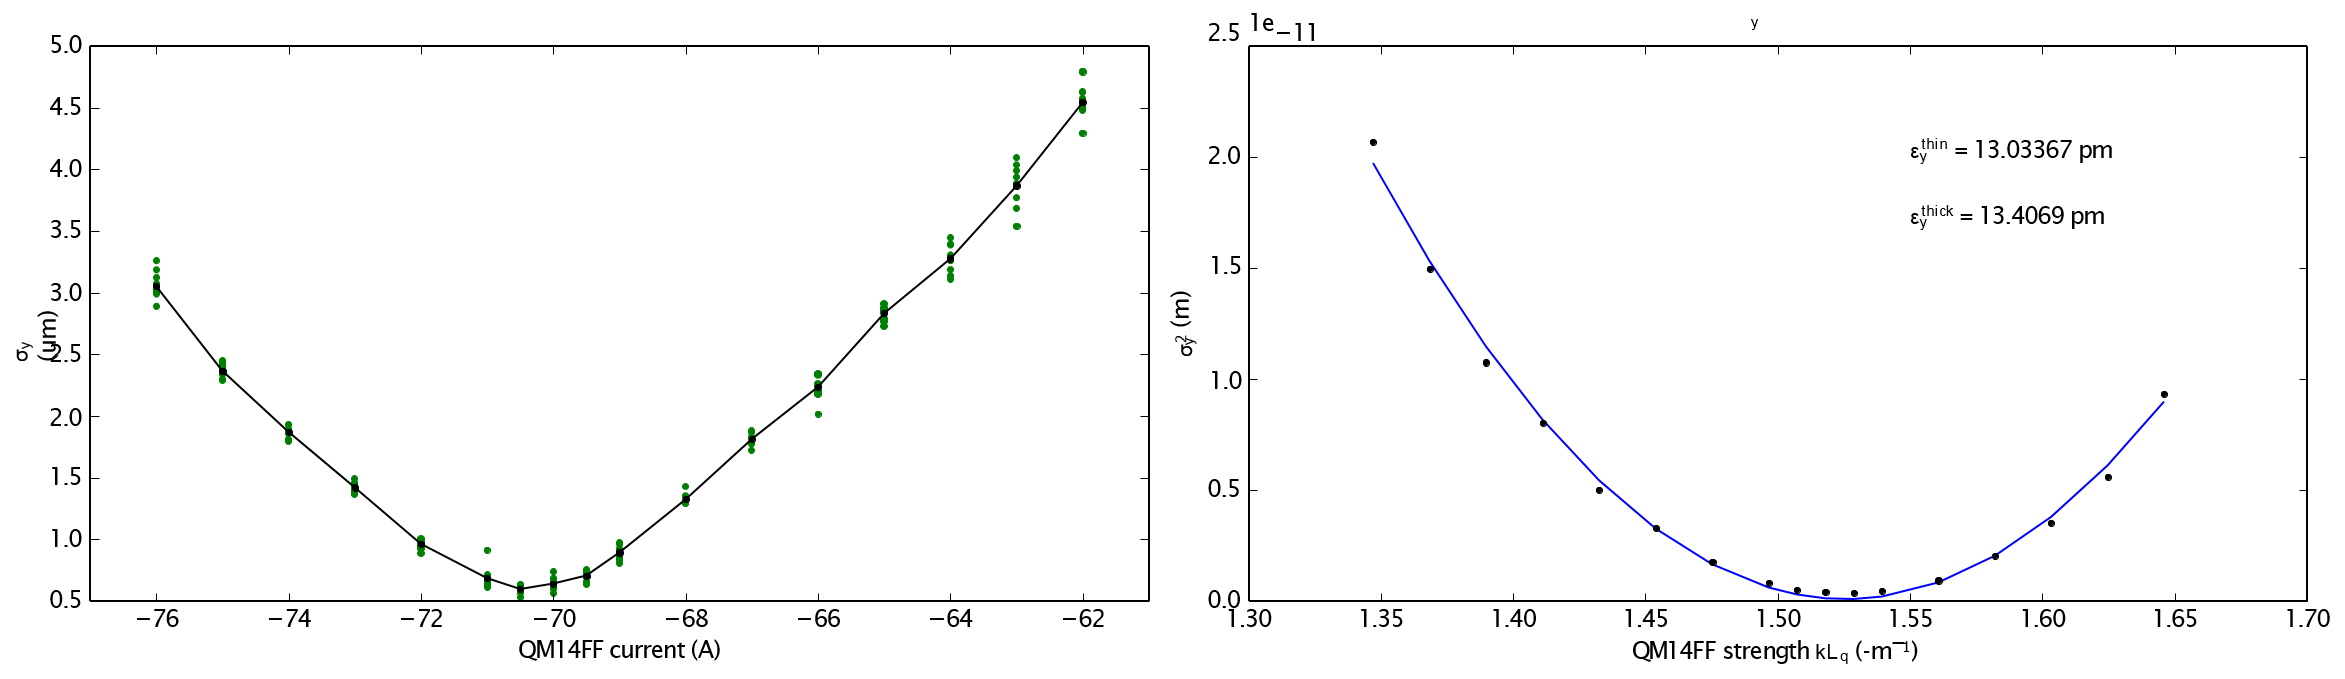 5.0
4.5
4.0
3.5
3.0
2.5
2.0
1.5
1.0
0.5
−76 −74 −72 −70 −68 −66 −64 −62
QM14FF current (A)
σy (μm)
1e−11
y
2.5
2.0
1.5
1.0
0.5
0.0
1.30 1.35 1.40 1.45 1.50 1.55 1.60 1.65 1.70
QM14FF strength kLq (-m−1)
σy2 (m)
εythin = 13.03367 pm
εythick = 13.4069 pm